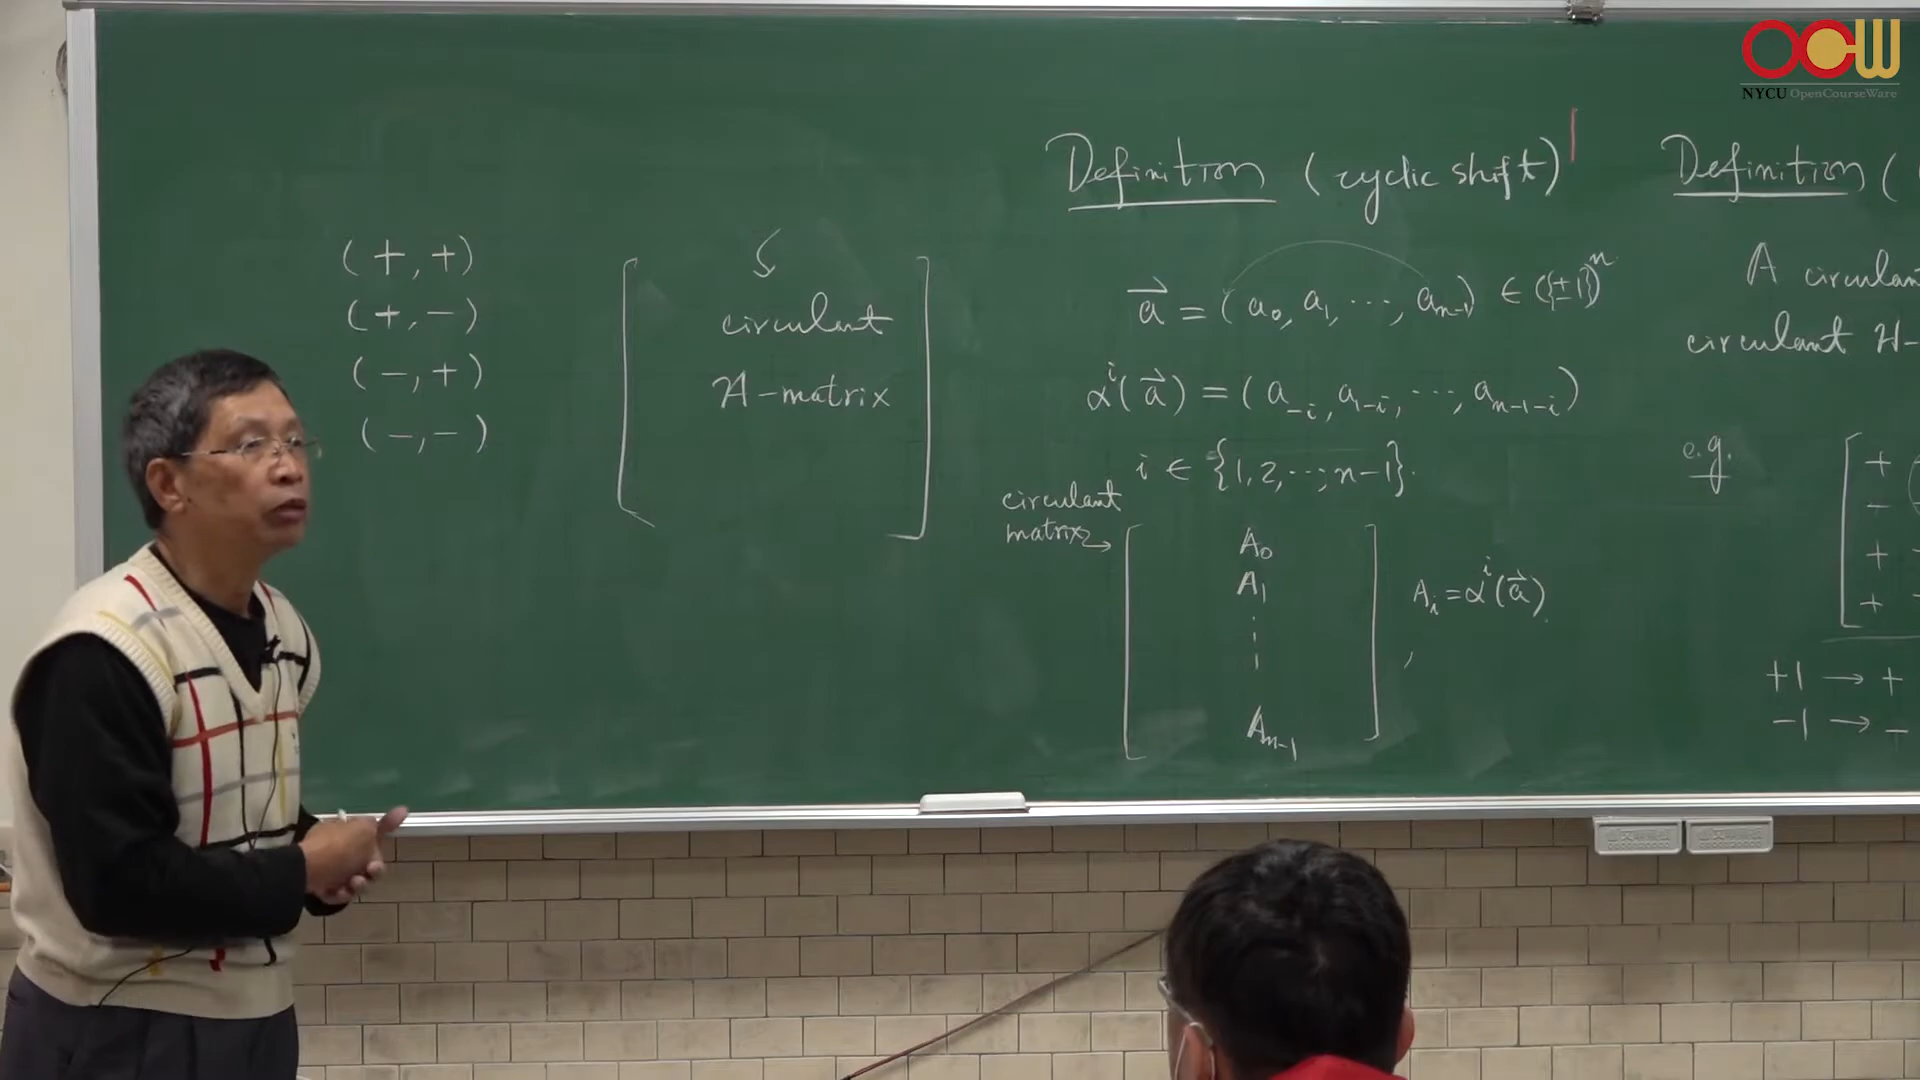 OCW
NYCU OpenCourseWare
(+,+)
(+,-)
(-,+)
(-,-)
circulant
H-matrix
Definition (cyclic shift)
a⃗ = (a₀, a₁, ⋯, aₙ₋₁) ∈ ({±1})ⁿ
αⁱ(a⃗) = (a₋ᵢ, a₁₋ᵢ, ⋯, aₙ₋₁₋ᵢ)
i ∈ {1, 2, ⋯, n-1}.
circulant
matrix →
A₀
A₁
⋮
Aₙ₋₁
, Aᵢ = αⁱ(a⃗).
Definition (
A circulant
circulant H-
e.g.
+
-
+
+
+1 → +
-1 → -